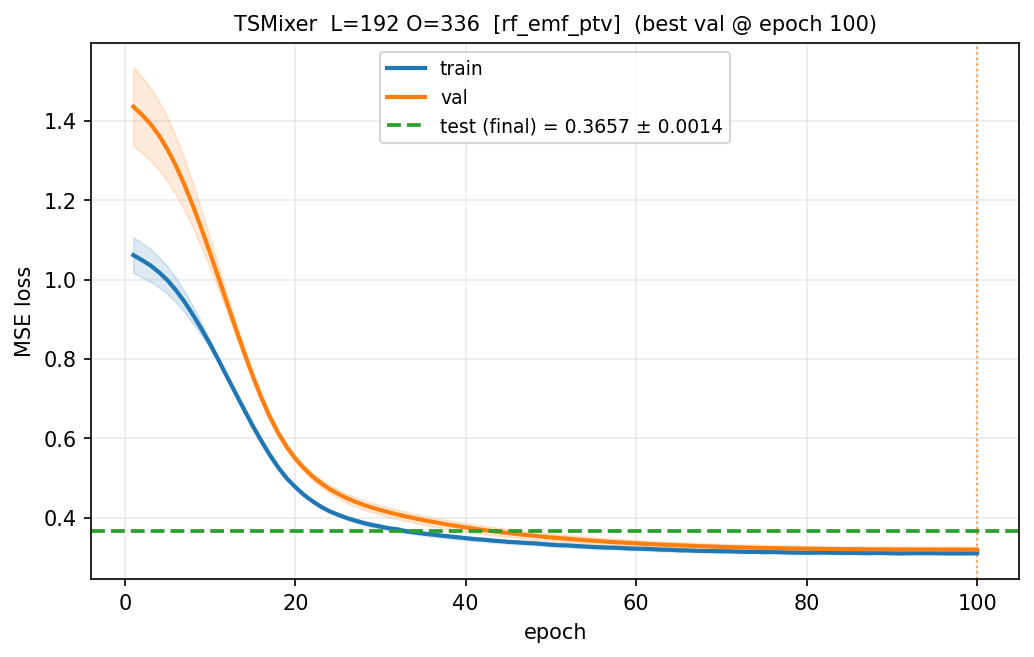 TSMixer L=192 O=336 [rf_emf_ptv] (best val @ epoch 100)
train
val
test (final) = 0.3657 ± 0.0014
MSE loss
1.4
1.2
1.0
0.8
0.6
0.4
0 20 40 60 80 100
epoch